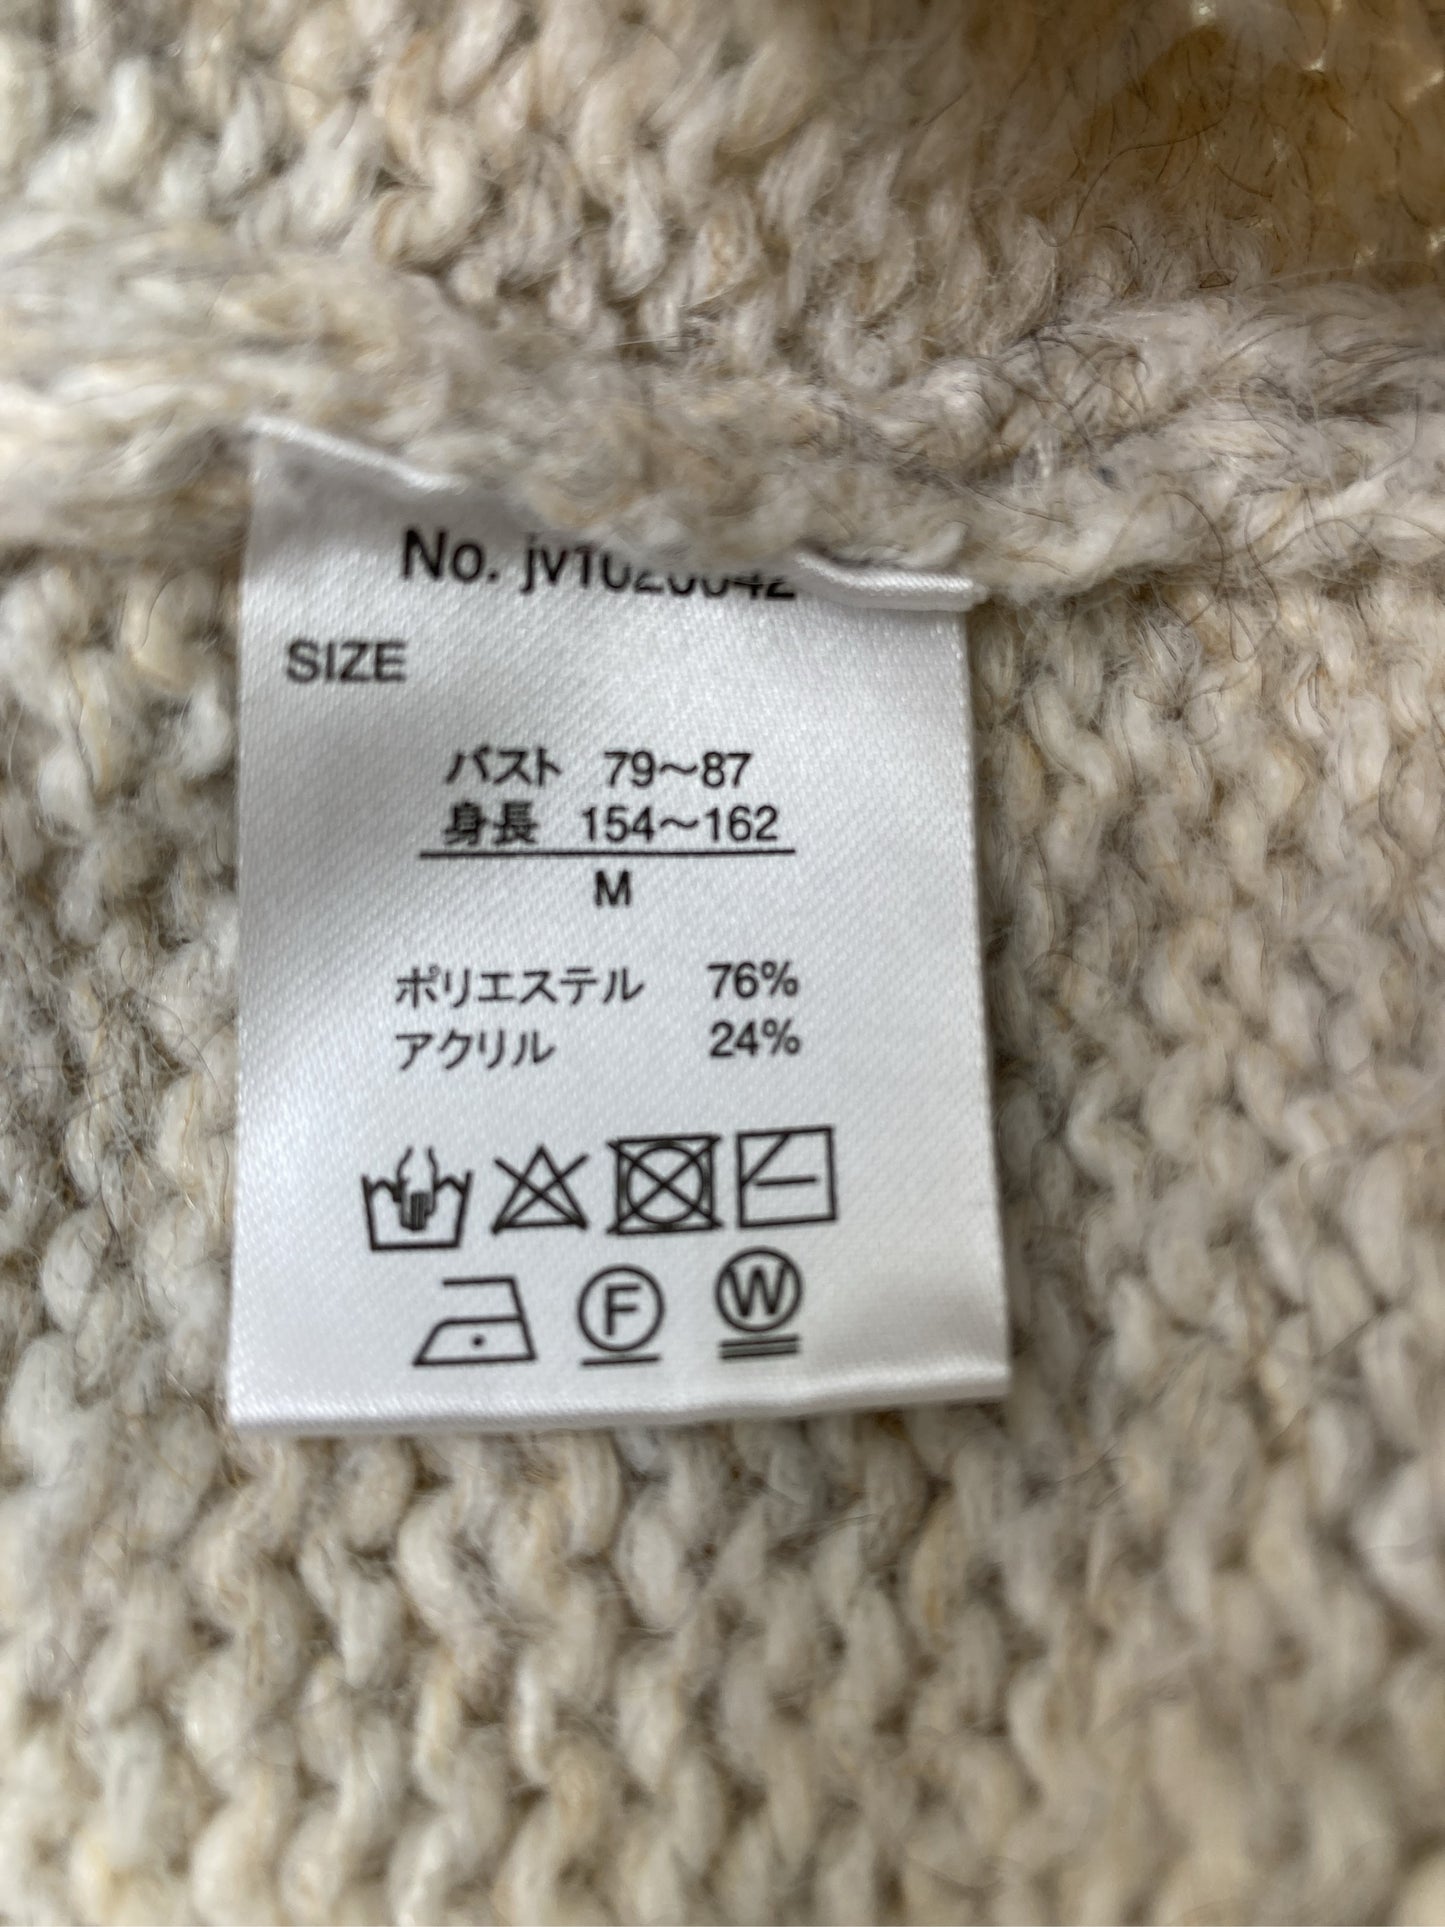 No.
SIZE
バスト 79～87
身長 154～162
M
ポリエステル 76%
アクリル 24%
F W